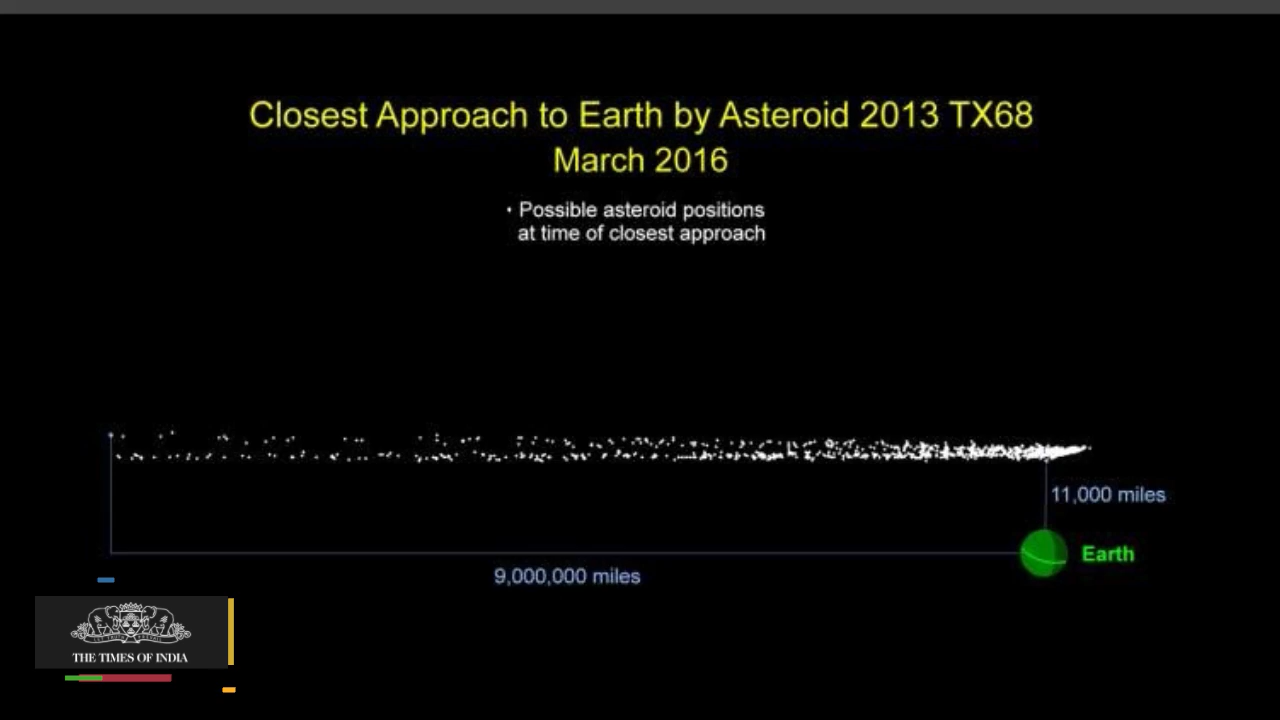 Closest Approach to Earth by Asteroid 2013 TX68
March 2016
• Possible asteroid positions
at time of closest approach
11,000 miles
Earth
9,000,000 miles
THE TIMES OF INDIA